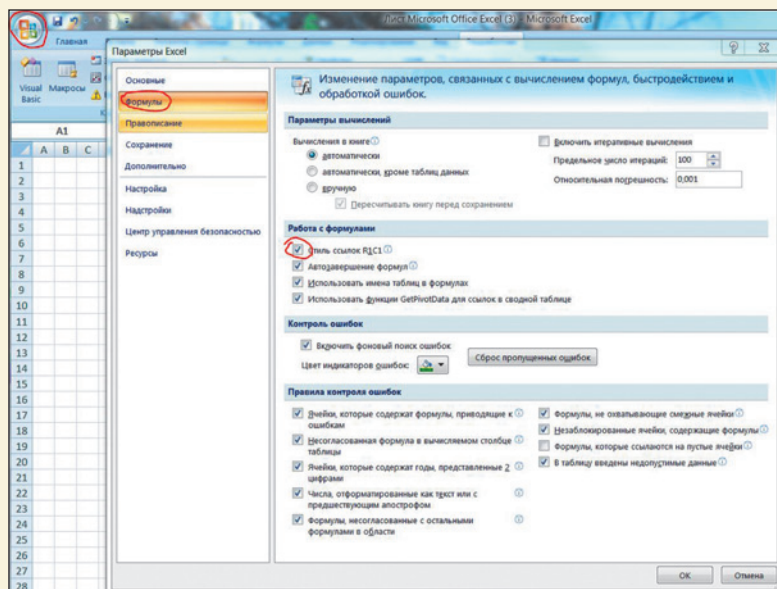 Лист Microsoft Office Excel (3) - Microsoft Excel
Главная
Visual Basic
Макросы
A1
A B C
1
2
3
4
5
6
7
8
9
10
11
12
13
14
15
16
17
18
19
20
21
22
23
24
25
26
27
28
Параметры Excel
Основные
Формулы
Правописание
Сохранение
Дополнительно
Настройка
Надстройки
Центр управления безопасностью
Ресурсы
Изменение параметров, связанных с вычислением формул, быстродействием и
обработкой ошибок.
Параметры вычислений
Вычисления в книге
автоматически
автоматически, кроме таблиц данных
вручную
Пересчитывать книгу перед сохранением
Включить итеративные вычисления
Предельное число итераций: 100
Относительная погрешность: 0,001
Работа с формулами
Стиль ссылок R1C1
Автозавершение формул
Использовать имена таблиц в формулах
Использовать функции GetPivotData для ссылок в сводной таблице
Контроль ошибок
Включить фоновый поиск ошибок
Цвет индикаторов ошибок:
Сброс пропущенных ошибок
Правила контроля ошибок
Ячейки, которые содержат формулы, приводящие к
ошибкам
Несогласованная формула в вычисляемом столбце
таблицы
Ячейки, которые содержат годы, представленные 2
цифрами
Числа, отформатированные как текст или с
предшествующим апострофом
Формулы, несогласованные с остальными
формулами в области
Формулы, не охватывающие смежные ячейки
Незаблокированные ячейки, содержащие формулы
Формулы, которые ссылаются на пустые ячейки
В таблицу введены недопустимые данные
OK
Отмена